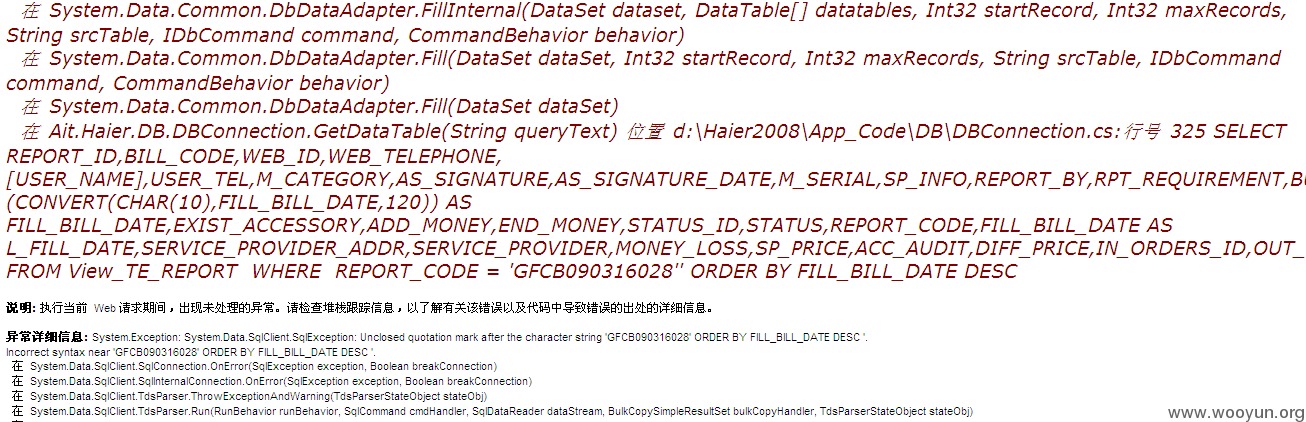 在 System.Data.Common.DbDataAdapter.FillInternal(DataSet dataset, DataTable[] datatables, Int32 startRecord, Int32 maxRecords,
String srcTable, IDbCommand command, CommandBehavior behavior)
在 System.Data.Common.DbDataAdapter.Fill(DataSet dataSet, Int32 startRecord, Int32 maxRecords, String srcTable, IDbCommand
command, CommandBehavior behavior)
在 System.Data.Common.DbDataAdapter.Fill(DataSet dataSet)
在 Ait.Haier.DB.DBConnection.GetDataTable(String queryText) 位置 d:\Haier2008\App_Code\DB\DBConnection.cs:行号 325 SELECT
REPORT_ID,BILL_CODE,WEB_ID,WEB_TELEPHONE,
[USER_NAME],USER_TEL,M_CATEGORY,AS_SIGNATURE,AS_SIGNATURE_DATE,M_SERIAL,SP_INFO,REPORT_BY,RPT_REQUIREMENT,
(CONVERT(CHAR(10),FILL_BILL_DATE,120)) AS
FILL_BILL_DATE,EXIST_ACCESSORY,ADD_MONEY,END_MONEY,STATUS_ID,STATUS,REPORT_CODE,FILL_BILL_DATE AS
L_FILL_DATE,SERVICE_PROVIDER_ADDR,SERVICE_PROVIDER,MONEY_LOSS,SP_PRICE,ACC_AUDIT,DIFF_PRICE,IN_ORDERS_ID,OUT_
FROM View_TE_REPORT WHERE REPORT_CODE = 'GFCB090316028'' ORDER BY FILL_BILL_DATE DESC
说明: 执行当前 Web 请求期间，出现未处理的异常。请检查堆栈跟踪信息，以了解有关该错误以及代码中导致错误的出处的详细信息。
异常详细信息: System.Exception: System.Data.SqlClient.SqlException: Unclosed quotation mark after the character string 'GFCB090316028' ORDER BY FILL_BILL_DATE DESC '.
Incorrect syntax near 'GFCB090316028' ORDER BY FILL_BILL_DATE DESC '.
在 System.Data.SqlClient.SqlConnection.OnError(SqlException exception, Boolean breakConnection)
在 System.Data.SqlClient.SqlInternalConnection.OnError(SqlException exception, Boolean breakConnection)
在 System.Data.SqlClient.TdsParser.ThrowExceptionAndWarning(TdsParserStateObject stateObj)
在 System.Data.SqlClient.TdsParser.Run(RunBehavior runBehavior, SqlCommand cmdHandler, SqlDataReader dataStream, BulkCopySimpleResultSet bulkCopyHandler, TdsParserStateObject stateObj)
www.wooyun.org